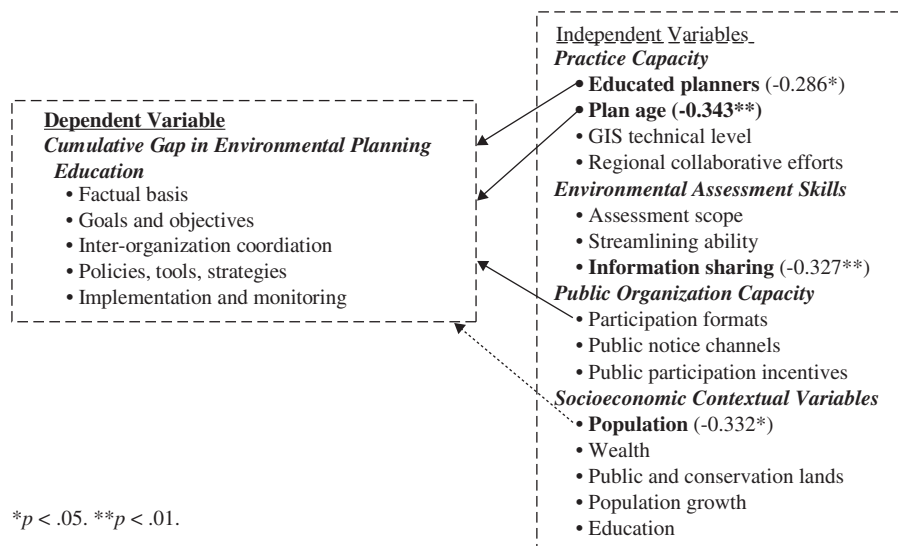 Dependent Variable
Cumulative Gap in Environmental Planning
Education
• Factual basis
• Goals and objectives
• Inter-organization coordiation
• Policies, tools, strategies
• Implementation and monitoring
Independent Variables
Practice Capacity
• Educated planners (-0.286*)
• Plan age (-0.343**)
• GIS technical level
• Regional collaborative efforts
Environmental Assessment Skills
• Assessment scope
• Streamlining ability
• Information sharing (-0.327**)
Public Organization Capacity
• Participation formats
• Public notice channels
• Public participation incentives
Socioeconomic Contextual Variables
• Population (-0.332*)
• Wealth
• Public and conservation lands
• Population growth
• Education
*p < .05. **p < .01.